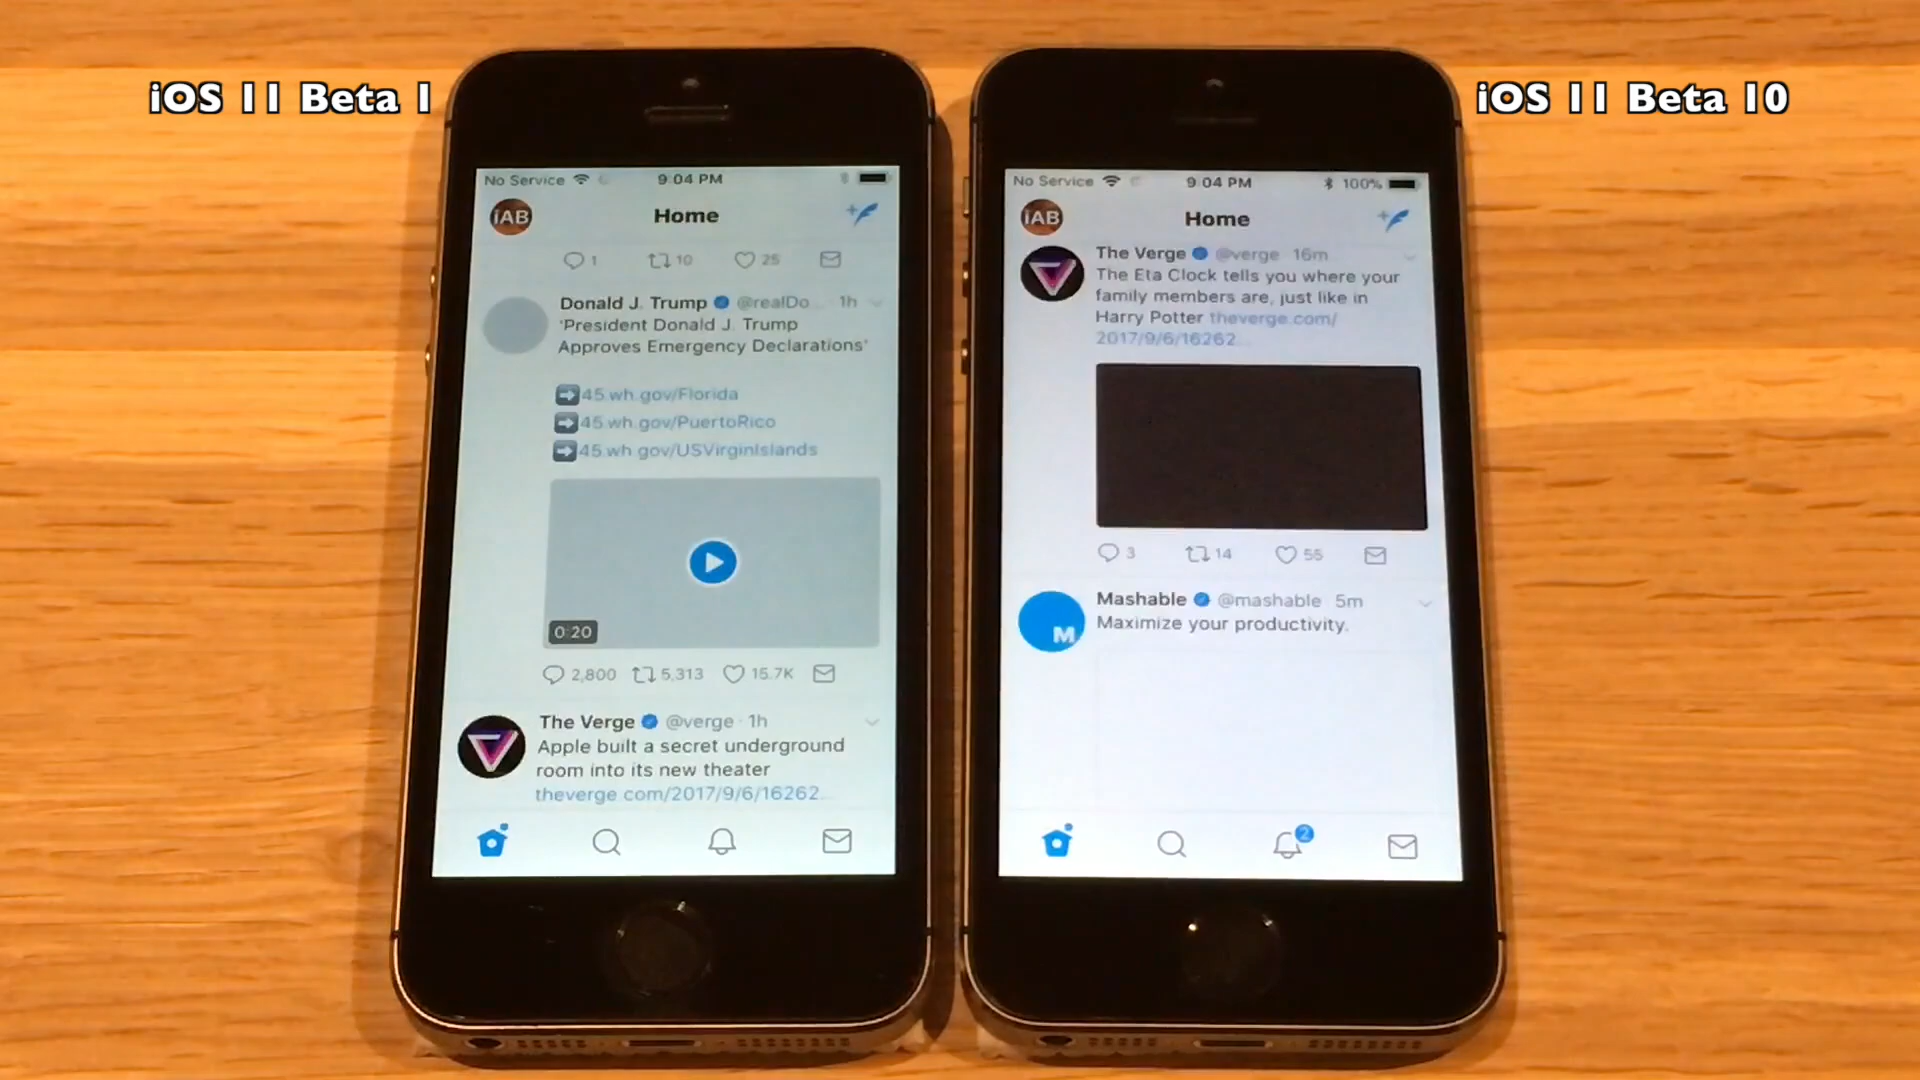 iOS 11 Beta 1
No Service
9:04 PM
iAB
Home
1
10
25
Donald J. Trump @realDo... · 1h
'President Donald J. Trump
Approves Emergency Declarations'
45.wh.gov/Florida
45.wh.gov/PuertoRico
45.wh.gov/USVirginIslands
0:20
2,800
5,313
15.7K
The Verge @verge · 1h
Apple built a secret underground
room into its new theater
theverge.com/2017/9/6/16262...
iOS 11 Beta 10
No Service
9:04 PM
100%
iAB
Home
The Verge @verge · 16m
The Eta Clock tells you where your
family members are, just like in
Harry Potter theverge.com/
2017/9/6/16262...
3
14
55
Mashable @mashable · 5m
M
Maximize your productivity.
2